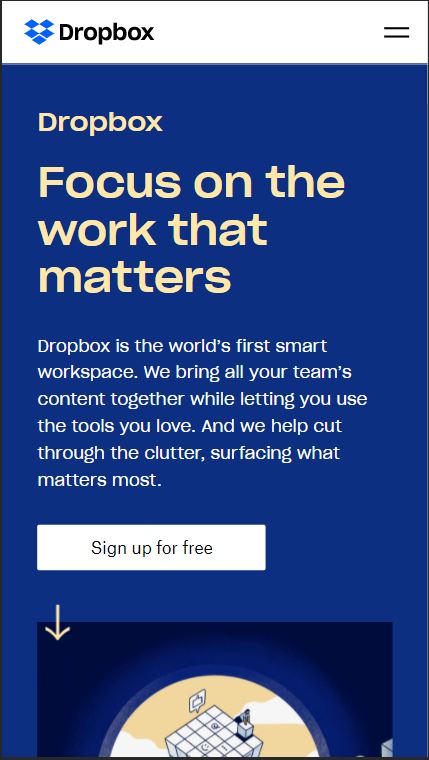 Dropbox
Dropbox
Focus on the
work that
matters
Dropbox is the world’s first smart
workspace. We bring all your team’s
content together while letting you use
the tools you love. And we help cut
through the clutter, surfacing what
matters most.
Sign up for free